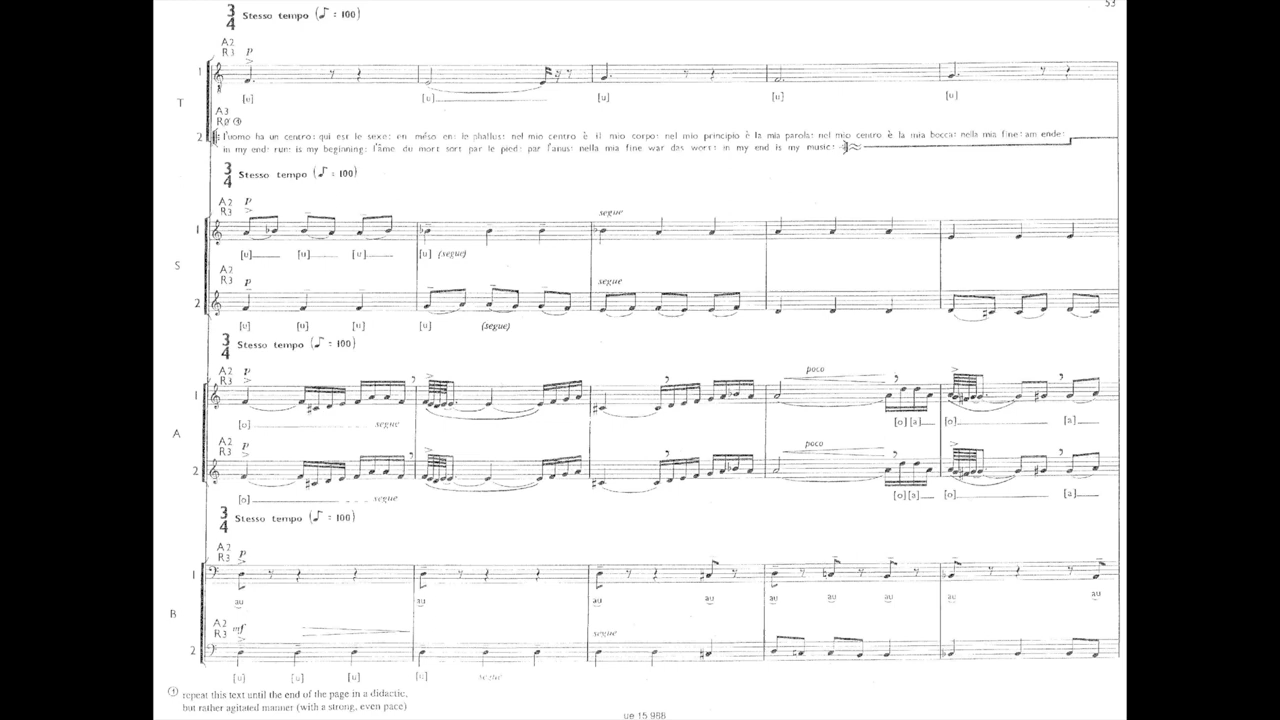 53
3/4 Stesso tempo (♪ = 100)
A2
R3 p
1
[u] [u] [u] [u] [u]
T
A3
2 l'uomo ha un centro: qui est le sexe: en méso en: le phallus: nel mio centro è il mio corpo: nel mio principio è la mia parola: nel mio centro è la mia bocca: nella mia fine: am ende:
in my end: run: is my beginning: l'âme du mort sort par le pied: par l'anus: nella mia fine war das wort: in my end is my music:
3/4 Stesso tempo (♪ = 100)
A2
R3 p
segue
1
[u] [u] [u] [u] (segue)
S
A2
R3 p
segue
2
[u] [u] [u] [u] (segue)
3/4 Stesso tempo (♪ = 100)
A2
R3 p
poco
1
[o] segue [o] [a] [o] [a]
A
A2
R3 p
poco
2
[o] segue [o] [a] [o] [a]
3/4 Stesso tempo (♪ = 100)
A2
R3 p
1
au au au au au au au au au
B
A2
R3 mf
segue
2
[u] [u] [u] [u] segue
4 repeat this text until the end of the page in a didactic,
but rather agitated manner (with a strong, even pace)
ue 15 988